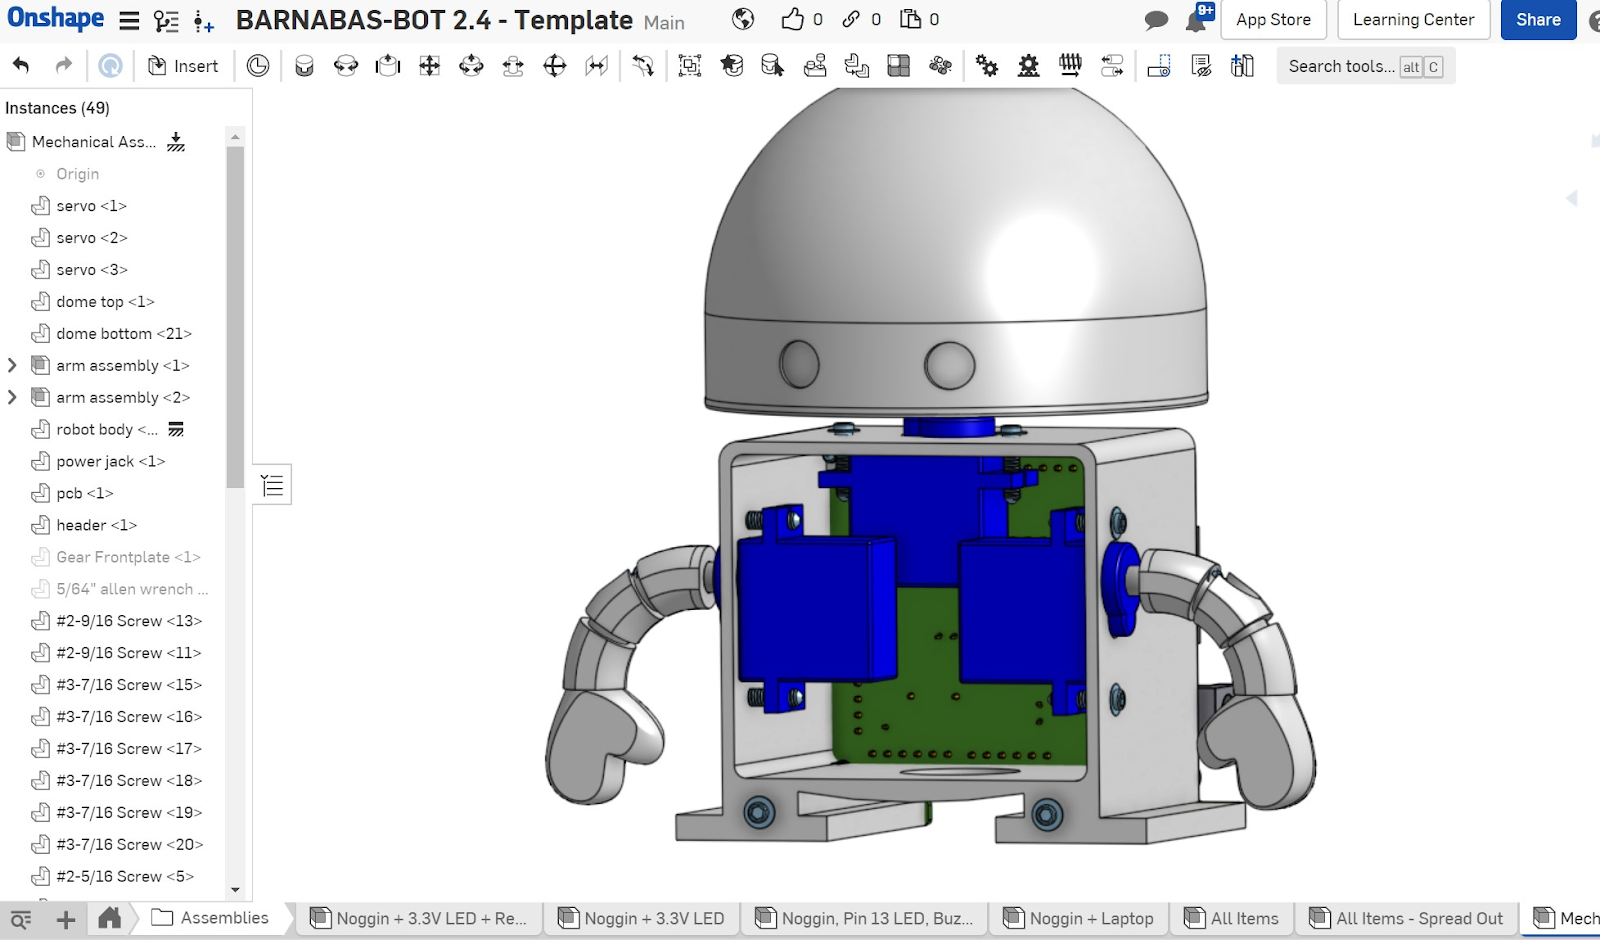 Onshape
BARNABAS-BOT 2.4 - Template Main
0 0 0
9+
App Store
Learning Center
Share
Insert
Search tools... alt C
Instances (49)
Mechanical Ass...
Origin
servo <1>
servo <2>
servo <3>
dome top <1>
dome bottom <21>
arm assembly <1>
arm assembly <2>
robot body <...
power jack <1>
pcb <1>
header <1>
Gear Frontplate <1>
5/64" allen wrench ...
#2-9/16 Screw <13>
#2-9/16 Screw <11>
#3-7/16 Screw <15>
#3-7/16 Screw <16>
#3-7/16 Screw <17>
#3-7/16 Screw <18>
#3-7/16 Screw <19>
#3-7/16 Screw <20>
#2-5/16 Screw <5>
Assemblies
Noggin + 3.3V LED + Re...
Noggin + 3.3V LED
Noggin, Pin 13 LED, Buz...
Noggin + Laptop
All Items
All Items - Spread Out
Mech